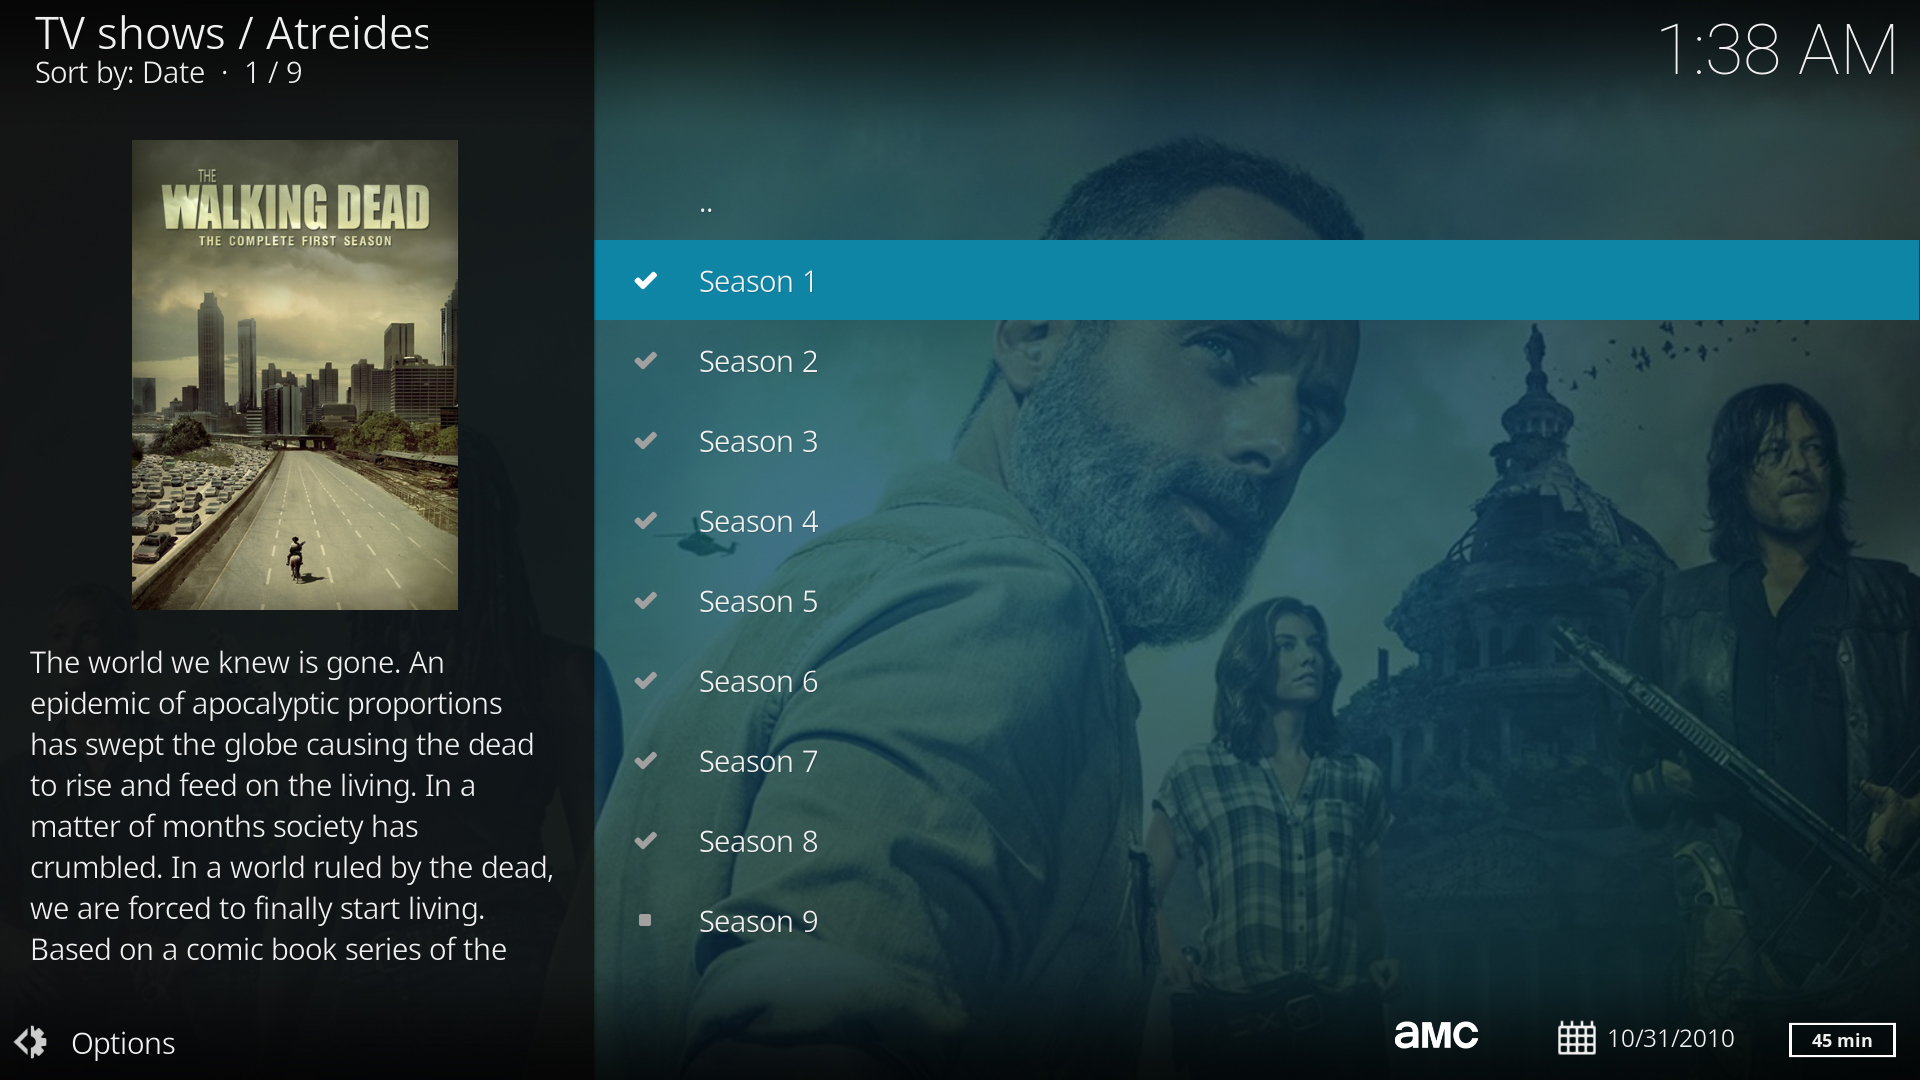 TV shows / Atreides
Sort by: Date · 1 / 9
1:38 AM
THE
WALKING DEAD
THE COMPLETE FIRST SEASON
The world we knew is gone. An
epidemic of apocalyptic proportions
has swept the globe causing the dead
to rise and feed on the living. In a
matter of months society has
crumbled. In a world ruled by the dead,
we are forced to finally start living.
Based on a comic book series of the
..
Season 1
Season 2
Season 3
Season 4
Season 5
Season 6
Season 7
Season 8
Season 9
Options
aMC
10/31/2010
45 min